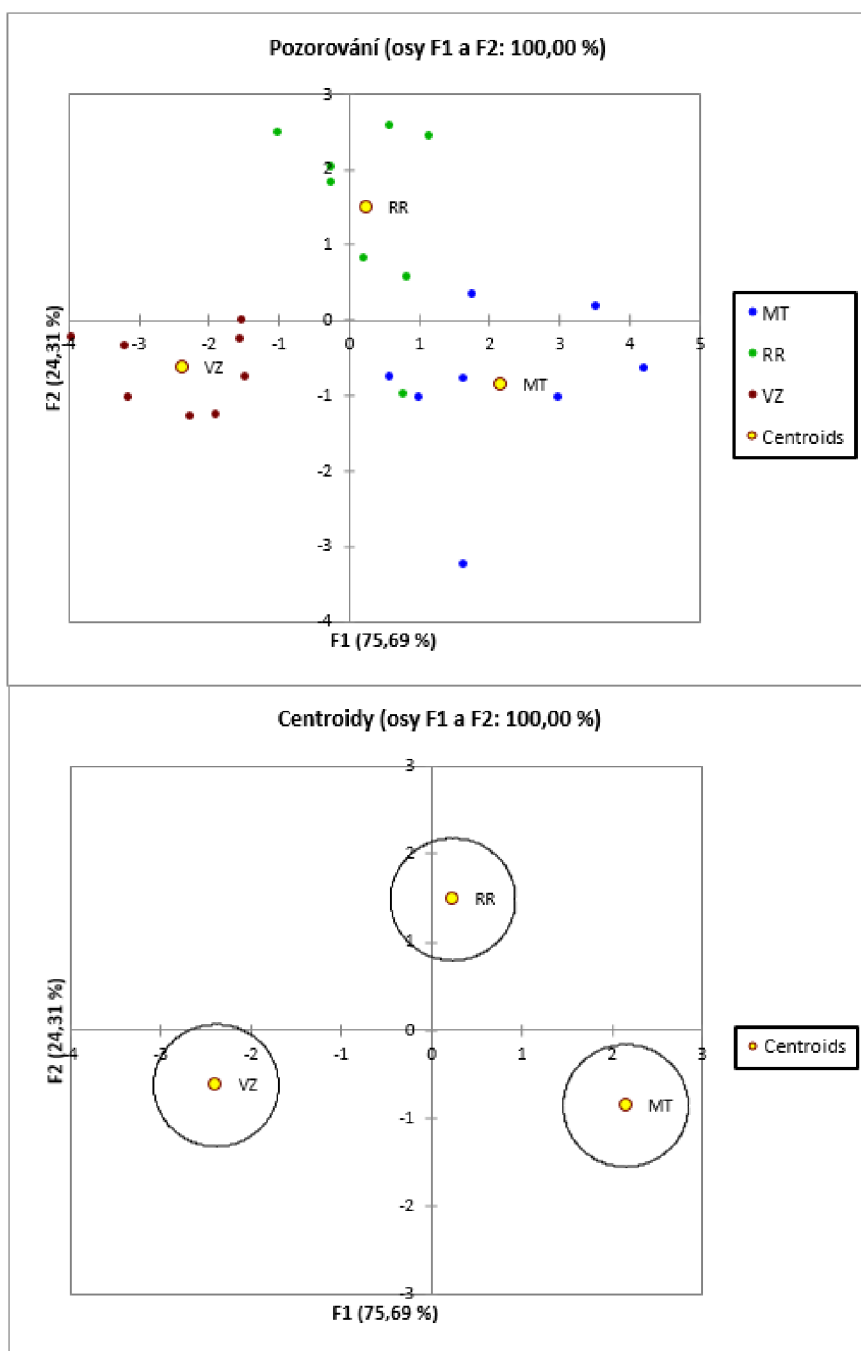 Pozorování (osy F1 a F2: 100,00 %)
3
2
RR
1
0
-4 -3 -2 -1 0 1 2 3 4 5
VZ
MT
-1
-2
-3
-4
F2 (24,31 %)
F1 (75,69 %)
MT
RR
VZ
Centroids
Centroidy (osy F1 a F2: 100,00 %)
3
2
RR
1
0
-4 -3 -2 -1 0 1 2 3
VZ
MT
-1
-2
-3
F2 (24,31 %)
F1 (75,69 %)
Centroids